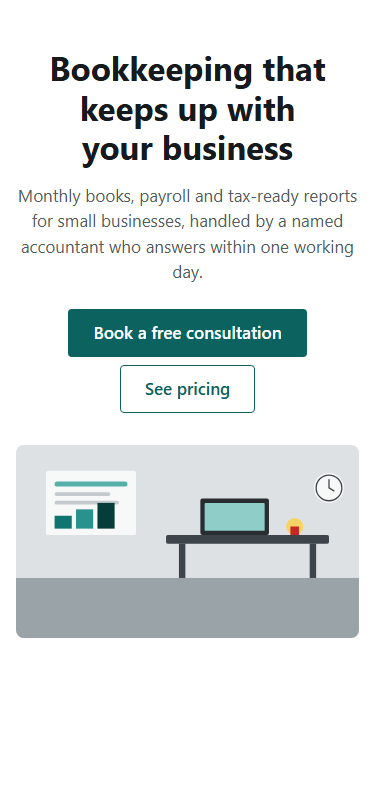 Bookkeeping that
keeps up with
your business
Monthly books, payroll and tax-ready reports
for small businesses, handled by a named
accountant who answers within one working
day.
Book a free consultation
See pricing